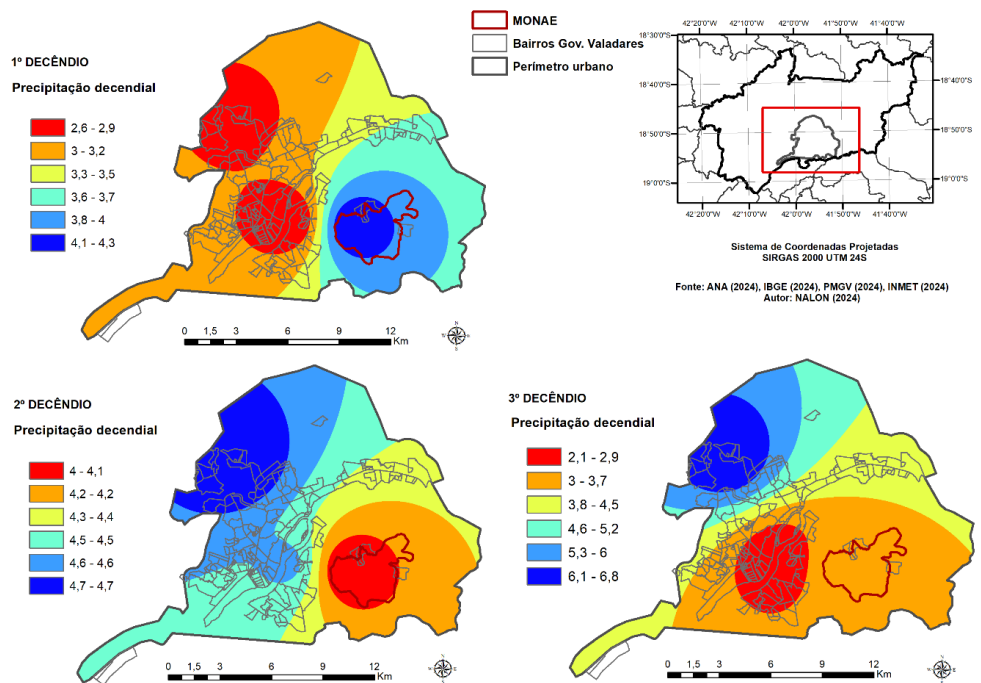 1º DECÊNDIO
Precipitação decendial
2,6 - 2,9
3 - 3,2
3,3 - 3,5
3,6 - 3,7
3,8 - 4
4,1 - 4,3
0 1,5 3 6 9 12
Km
N
W E
S
MONAE
Bairros Gov. Valadares
Perímetro urbano
42°20'0"W 42°10'0"W 42°0'0"W 41°50'0"W 41°40'0"W
18°30'0"S
18°40'0"S
18°50'0"S
19°0'0"S
18°40'0"S
18°50'0"S
19°0'0"S
42°20'0"W 42°10'0"W 42°0'0"W 41°50'0"W 41°40'0"W
Sistema de Coordenadas Projetadas
SIRGAS 2000 UTM 24S
Fonte: ANA (2024), IBGE (2024), PMGV (2024), INMET (2024)
Autor: NALON (2024)
2º DECÊNDIO
Precipitação decendial
4 - 4,1
4,2 - 4,2
4,3 - 4,4
4,5 - 4,5
4,6 - 4,6
4,7 - 4,7
0 1,5 3 6 9 12
Km
N
W E
S
3º DECÊNDIO
Precipitação decendial
2,1 - 2,9
3 - 3,7
3,8 - 4,5
4,6 - 5,2
5,3 - 6
6,1 - 6,8
0 1,5 3 6 9 12
Km
N
W E
S